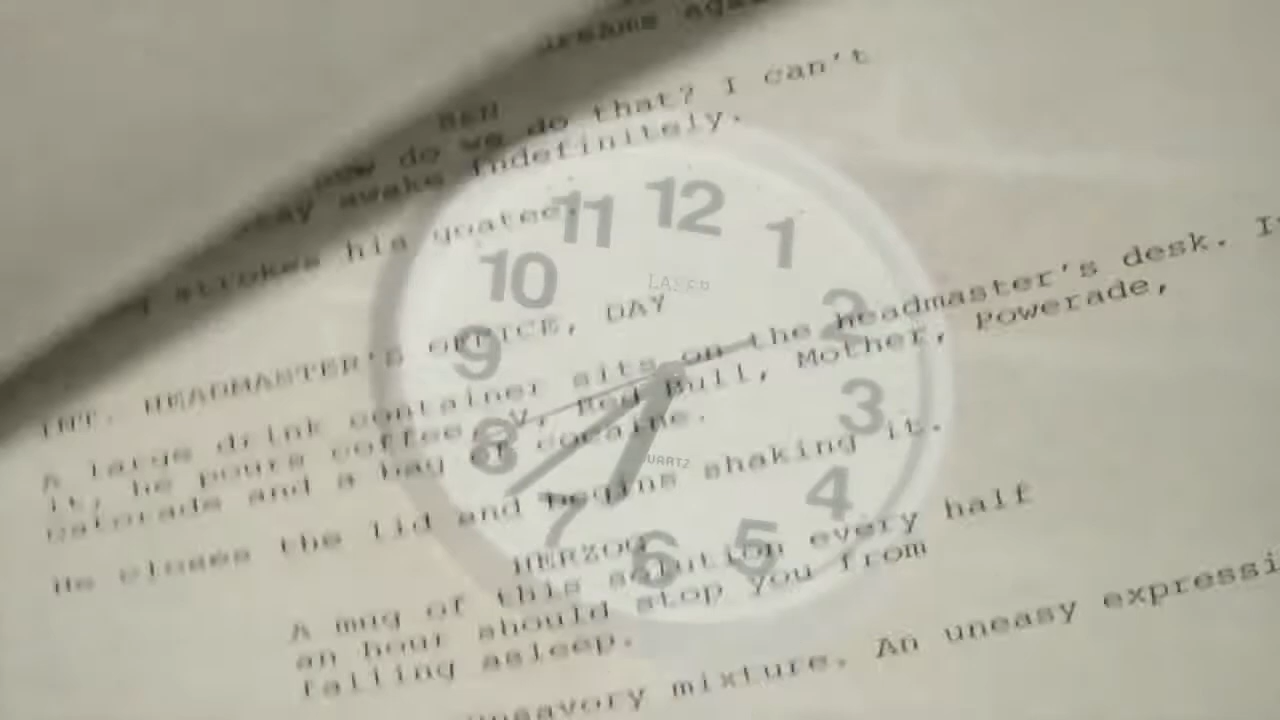 dreams aga
BEN
how do we do that? I can't
stay awake indefinitely.
strokes his goatee.
INT. HEADMASTER'S OFFICE, DAY
A large drink container sits on the headmaster's desk. I
it, he pours coffee, V, Red Bull, Mother, Powerade,
Gatorade and a bag of cocaine.
He closes the lid and begins shaking it.
HERZOG
A mug of this solution every half
an hour should stop you from
falling asleep.
unsavory mixture. An uneasy expressi
12
1
2
3
4
5
6
7
8
9
10
11
LASER
QUARTZ